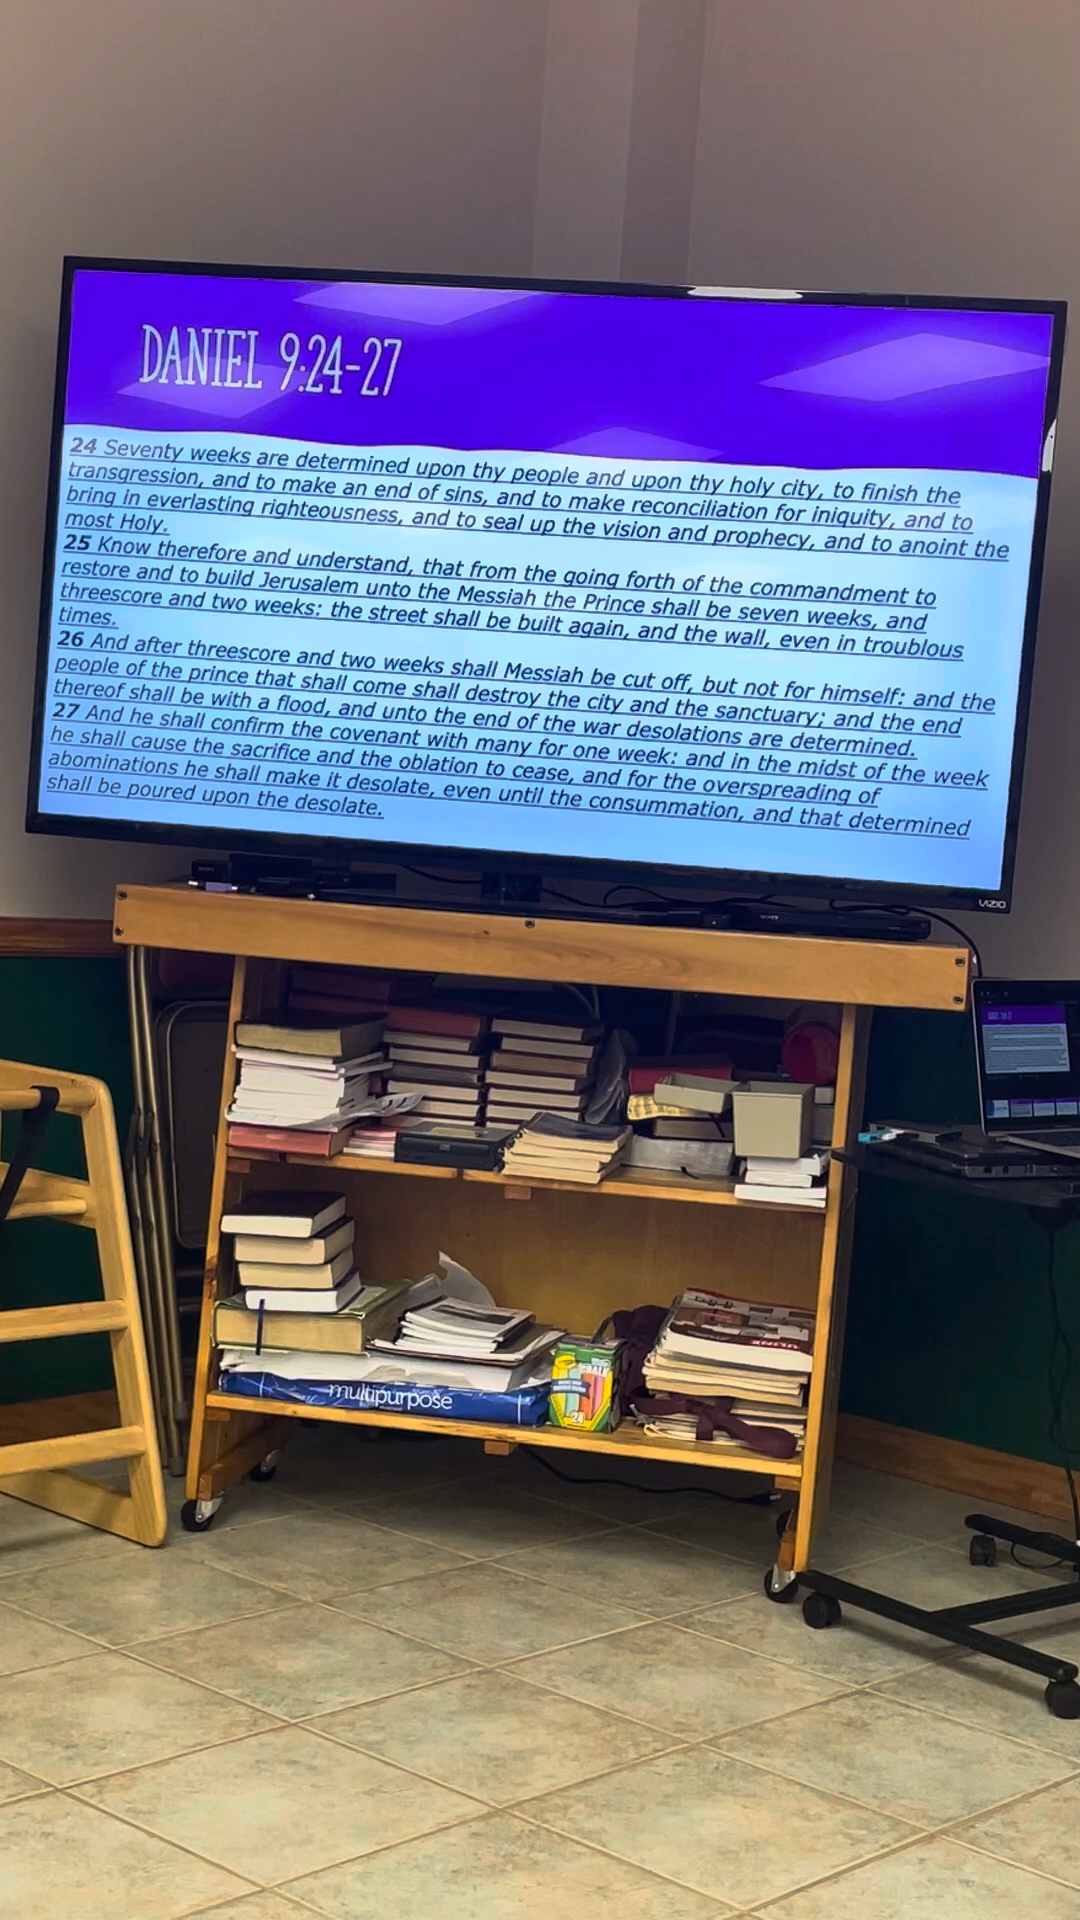 DANIEL 9:24-27
24 Seventy weeks are determined upon thy people and upon thy holy city, to finish the
transgression, and to make an end of sins, and to make reconciliation for iniquity, and to
bring in everlasting righteousness, and to seal up the vision and prophecy, and to anoint the
most Holy.
25 Know therefore and understand, that from the going forth of the commandment to
restore and to build Jerusalem unto the Messiah the Prince shall be seven weeks, and
threescore and two weeks: the street shall be built again, and the wall, even in troublous
times.
26 And after threescore and two weeks shall Messiah be cut off, but not for himself: and the
people of the prince that shall come shall destroy the city and the sanctuary; and the end
thereof shall be with a flood, and unto the end of the war desolations are determined.
27 And he shall confirm the covenant with many for one week: and in the midst of the week
he shall cause the sacrifice and the oblation to cease, and for the overspreading of
abominations he shall make it desolate, even until the consummation, and that determined
shall be poured upon the desolate.
VIZIO
SONY
multipurpose
24